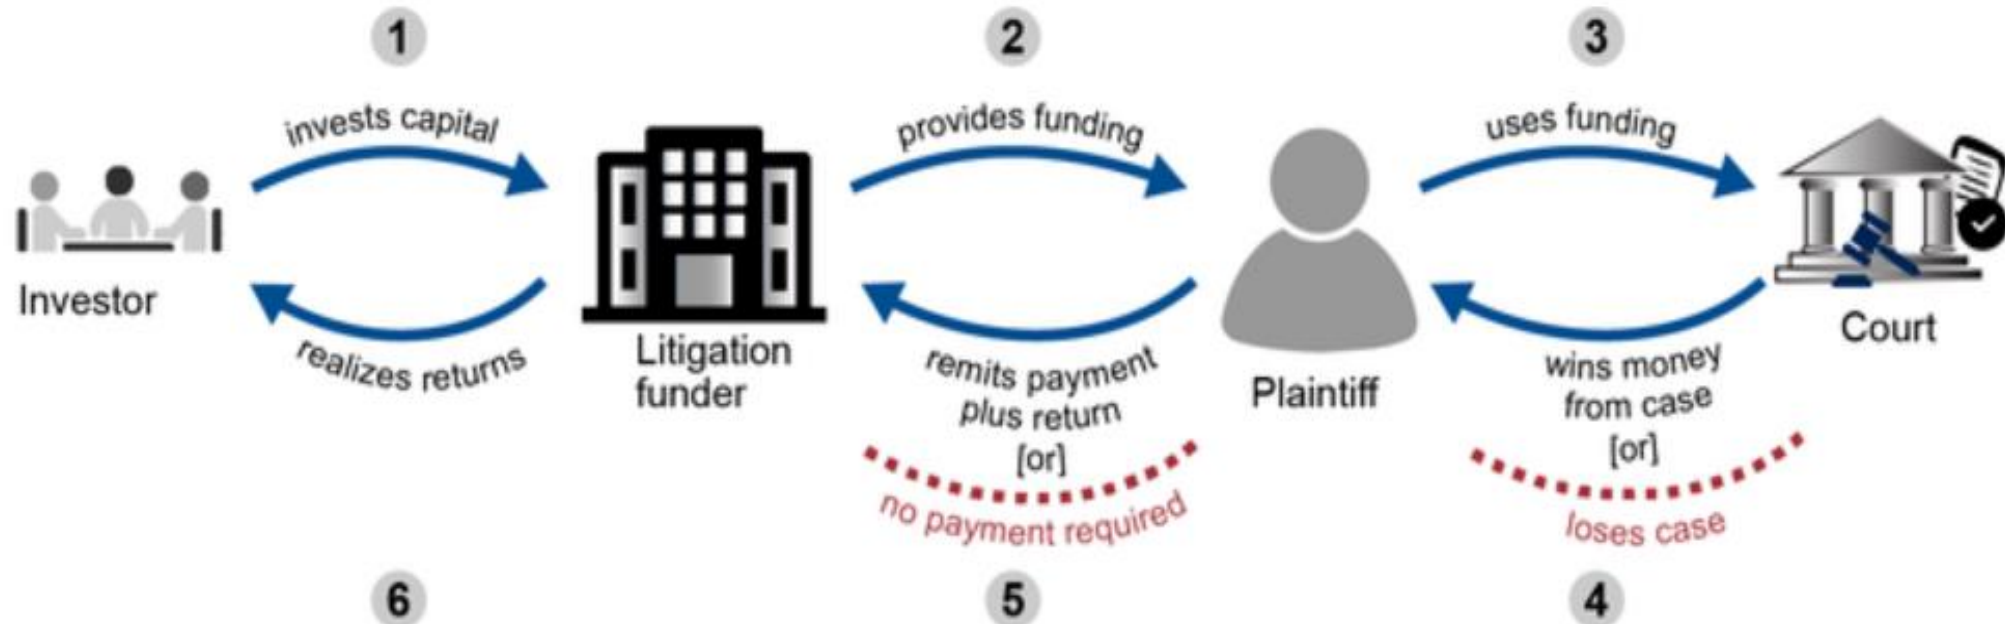 1
2
3
invests capital
provides funding
uses funding
Investor
Litigation
funder
Plaintiff
Court
realizes returns
remits payment
plus return
[or]
no payment required
wins money
from case
[or]
loses case
6
5
4